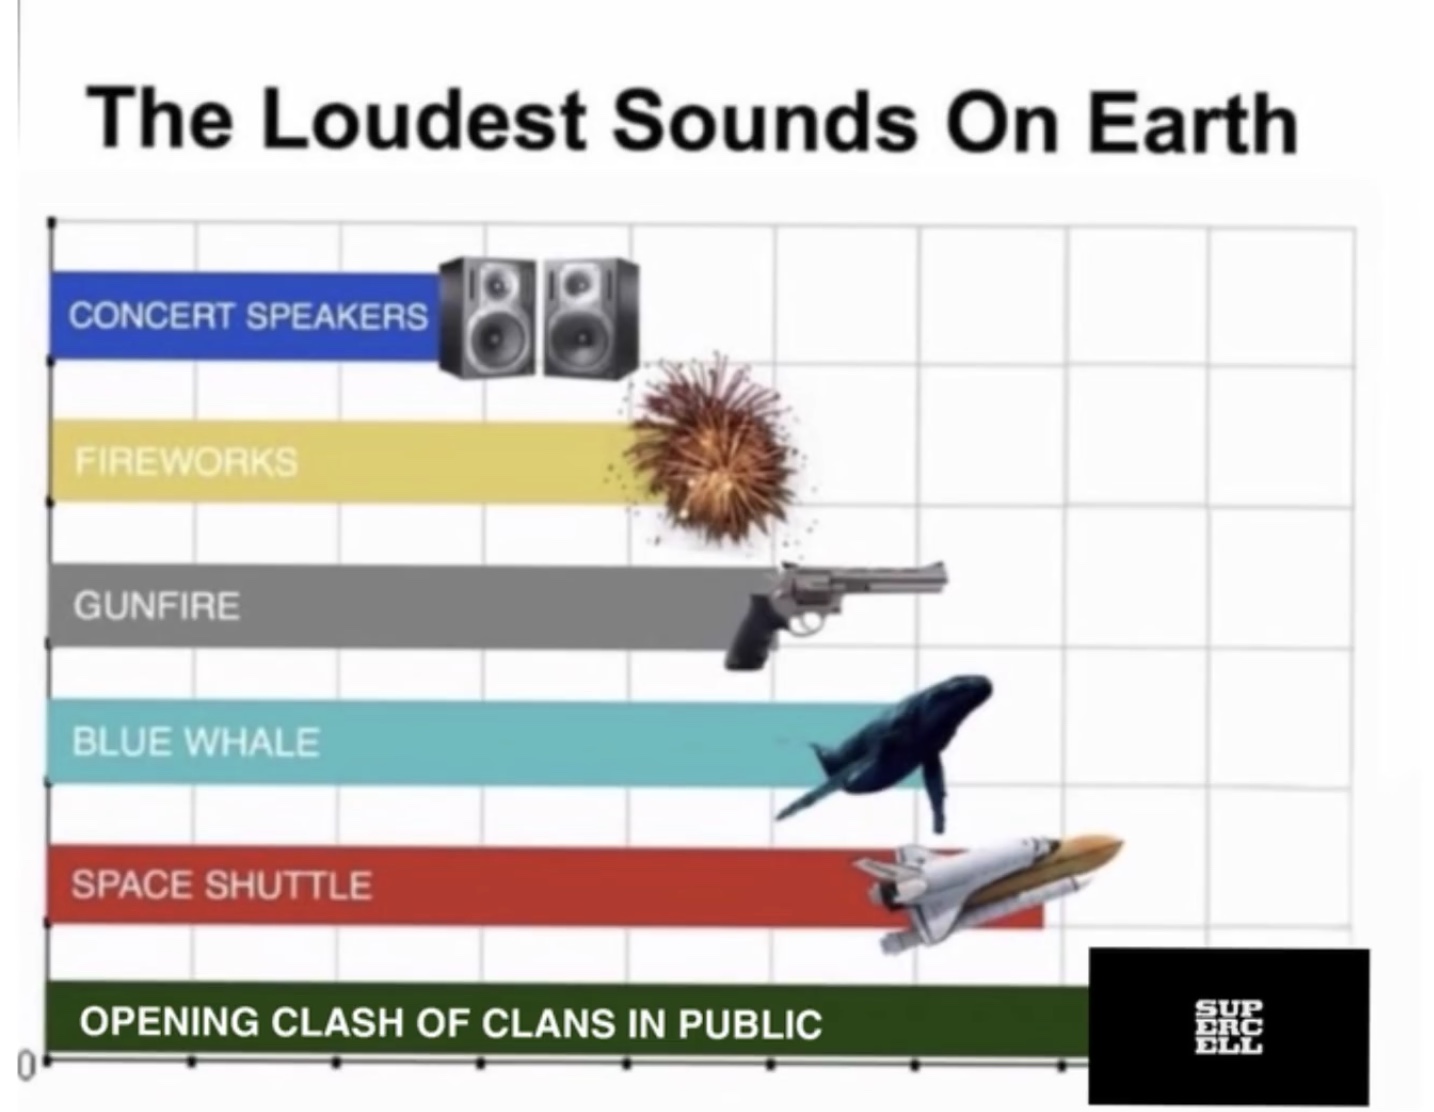 The Loudest Sounds On Earth
CONCERT SPEAKERS
FIREWORKS
GUNFIRE
BLUE WHALE
SPACE SHUTTLE
OPENING CLASH OF CLANS IN PUBLIC
SUP
ERC
ELL
0